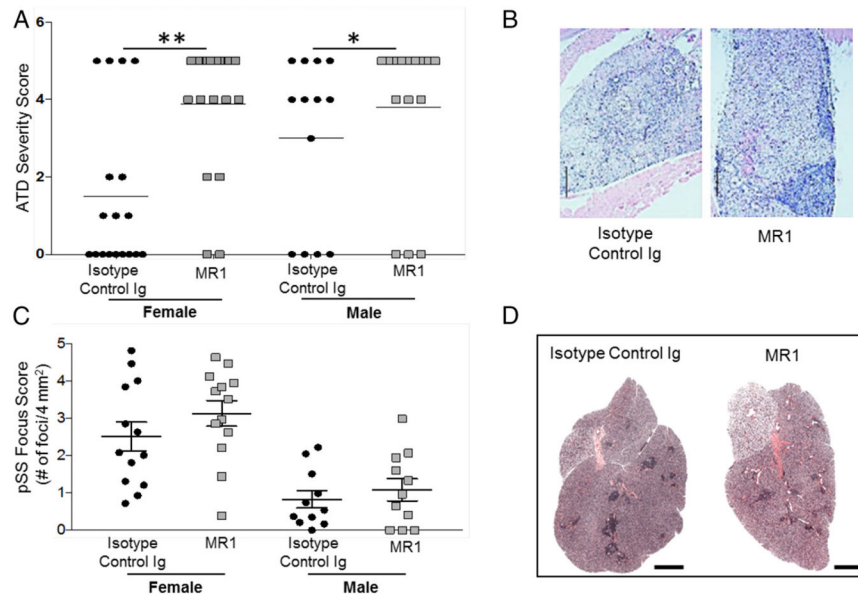 A
ATD Severity Score
6
4
2
0
**
*
Isotype
Control Ig
MR1
Isotype
Control Ig
MR1
Female
Male
B
Isotype
Control Ig
MR1
C
pSS Focus Score
(# of foci/4 mm²)
5
4
3
2
1
0
Isotype
Control Ig
MR1
Isotype
Control Ig
MR1
Female
Male
D
Isotype Control Ig
MR1